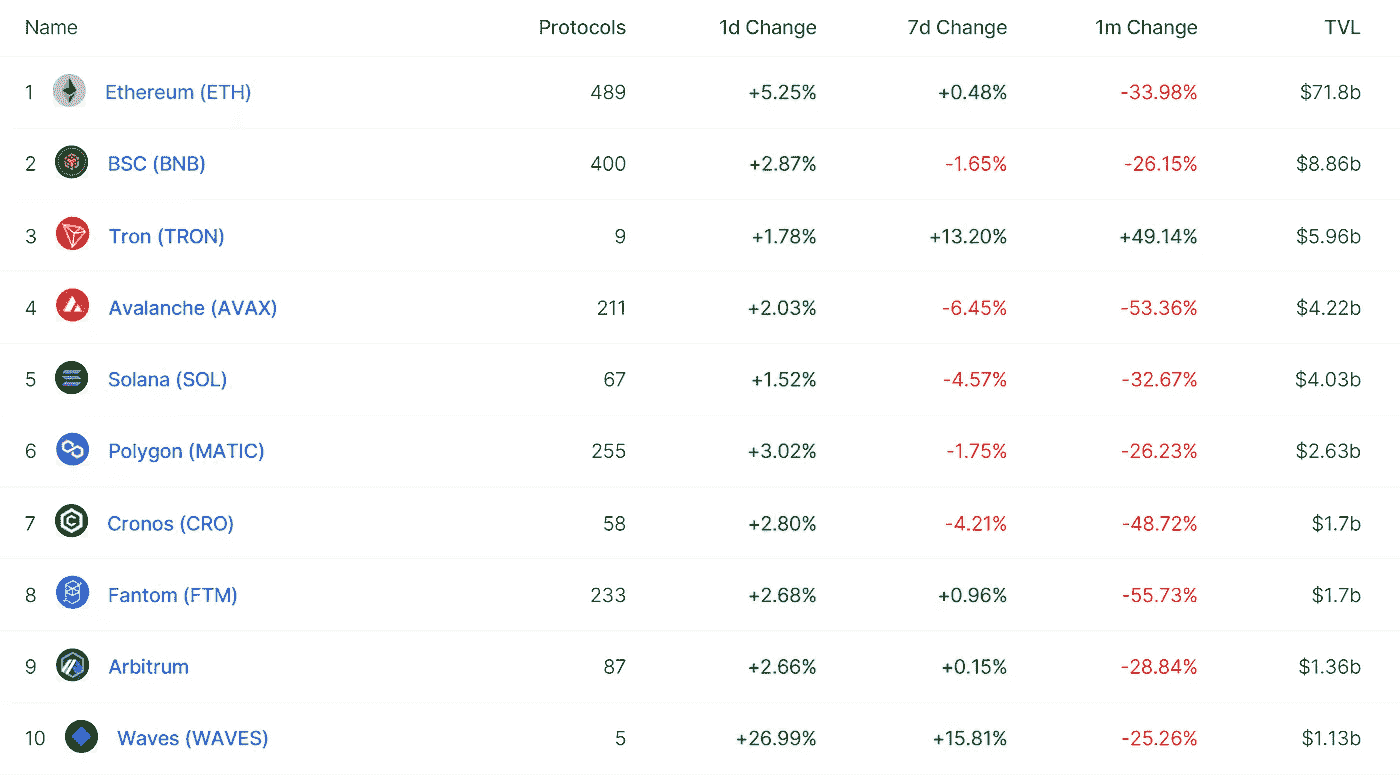 Name Protocols 1d Change 7d Change 1m Change TVL
1 Ethereum (ETH) 489 +5.25% +0.48% -33.98% $71.8b
2 BSC (BNB) 400 +2.87% -1.65% -26.15% $8.86b
3 Tron (TRON) 9 +1.78% +13.20% +49.14% $5.96b
4 Avalanche (AVAX) 211 +2.03% -6.45% -53.36% $4.22b
5 Solana (SOL) 67 +1.52% -4.57% -32.67% $4.03b
6 Polygon (MATIC) 255 +3.02% -1.75% -26.23% $2.63b
7 Cronos (CRO) 58 +2.80% -4.21% -48.72% $1.7b
8 Fantom (FTM) 233 +2.68% +0.96% -55.73% $1.7b
9 Arbitrum 87 +2.66% +0.15% -28.84% $1.36b
10 Waves (WAVES) 5 +26.99% +15.81% -25.26% $1.13b